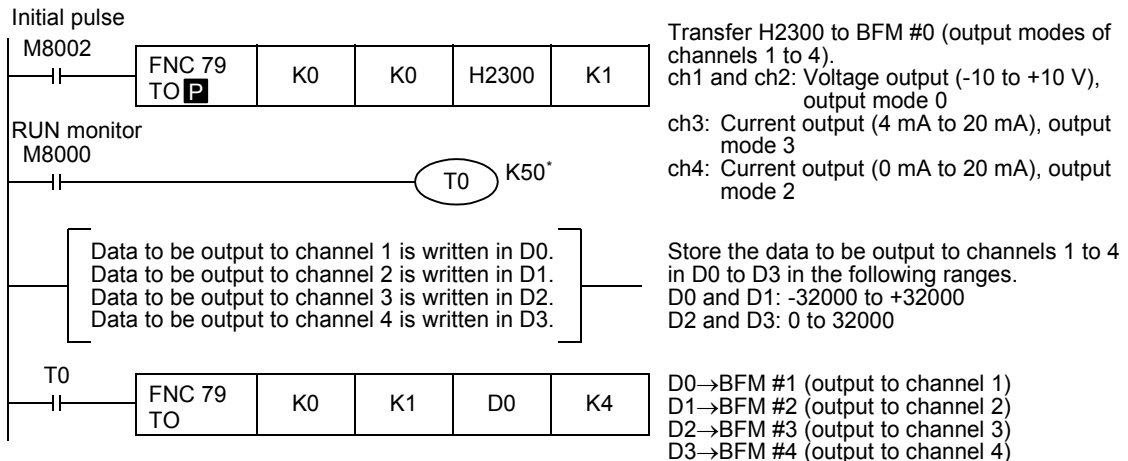 Initial pulse
M8002
FNC 79
TO P
K0
K0
H2300
K1
Transfer H2300 to BFM #0 (output modes of
channels 1 to 4).
ch1 and ch2: Voltage output (-10 to +10 V),
output mode 0
ch3: Current output (4 mA to 20 mA), output
mode 3
ch4: Current output (0 mA to 20 mA), output
mode 2
RUN monitor
M8000
T0
K50*
Data to be output to channel 1 is written in D0.
Data to be output to channel 2 is written in D1.
Data to be output to channel 3 is written in D2.
Data to be output to channel 4 is written in D3.
Store the data to be output to channels 1 to 4
in D0 to D3 in the following ranges.
D0 and D1: -32000 to +32000
D2 and D3: 0 to 32000
T0
FNC 79
TO
K0
K1
D0
K4
D0→BFM #1 (output to channel 1)
D1→BFM #2 (output to channel 2)
D2→BFM #3 (output to channel 3)
D3→BFM #4 (output to channel 4)